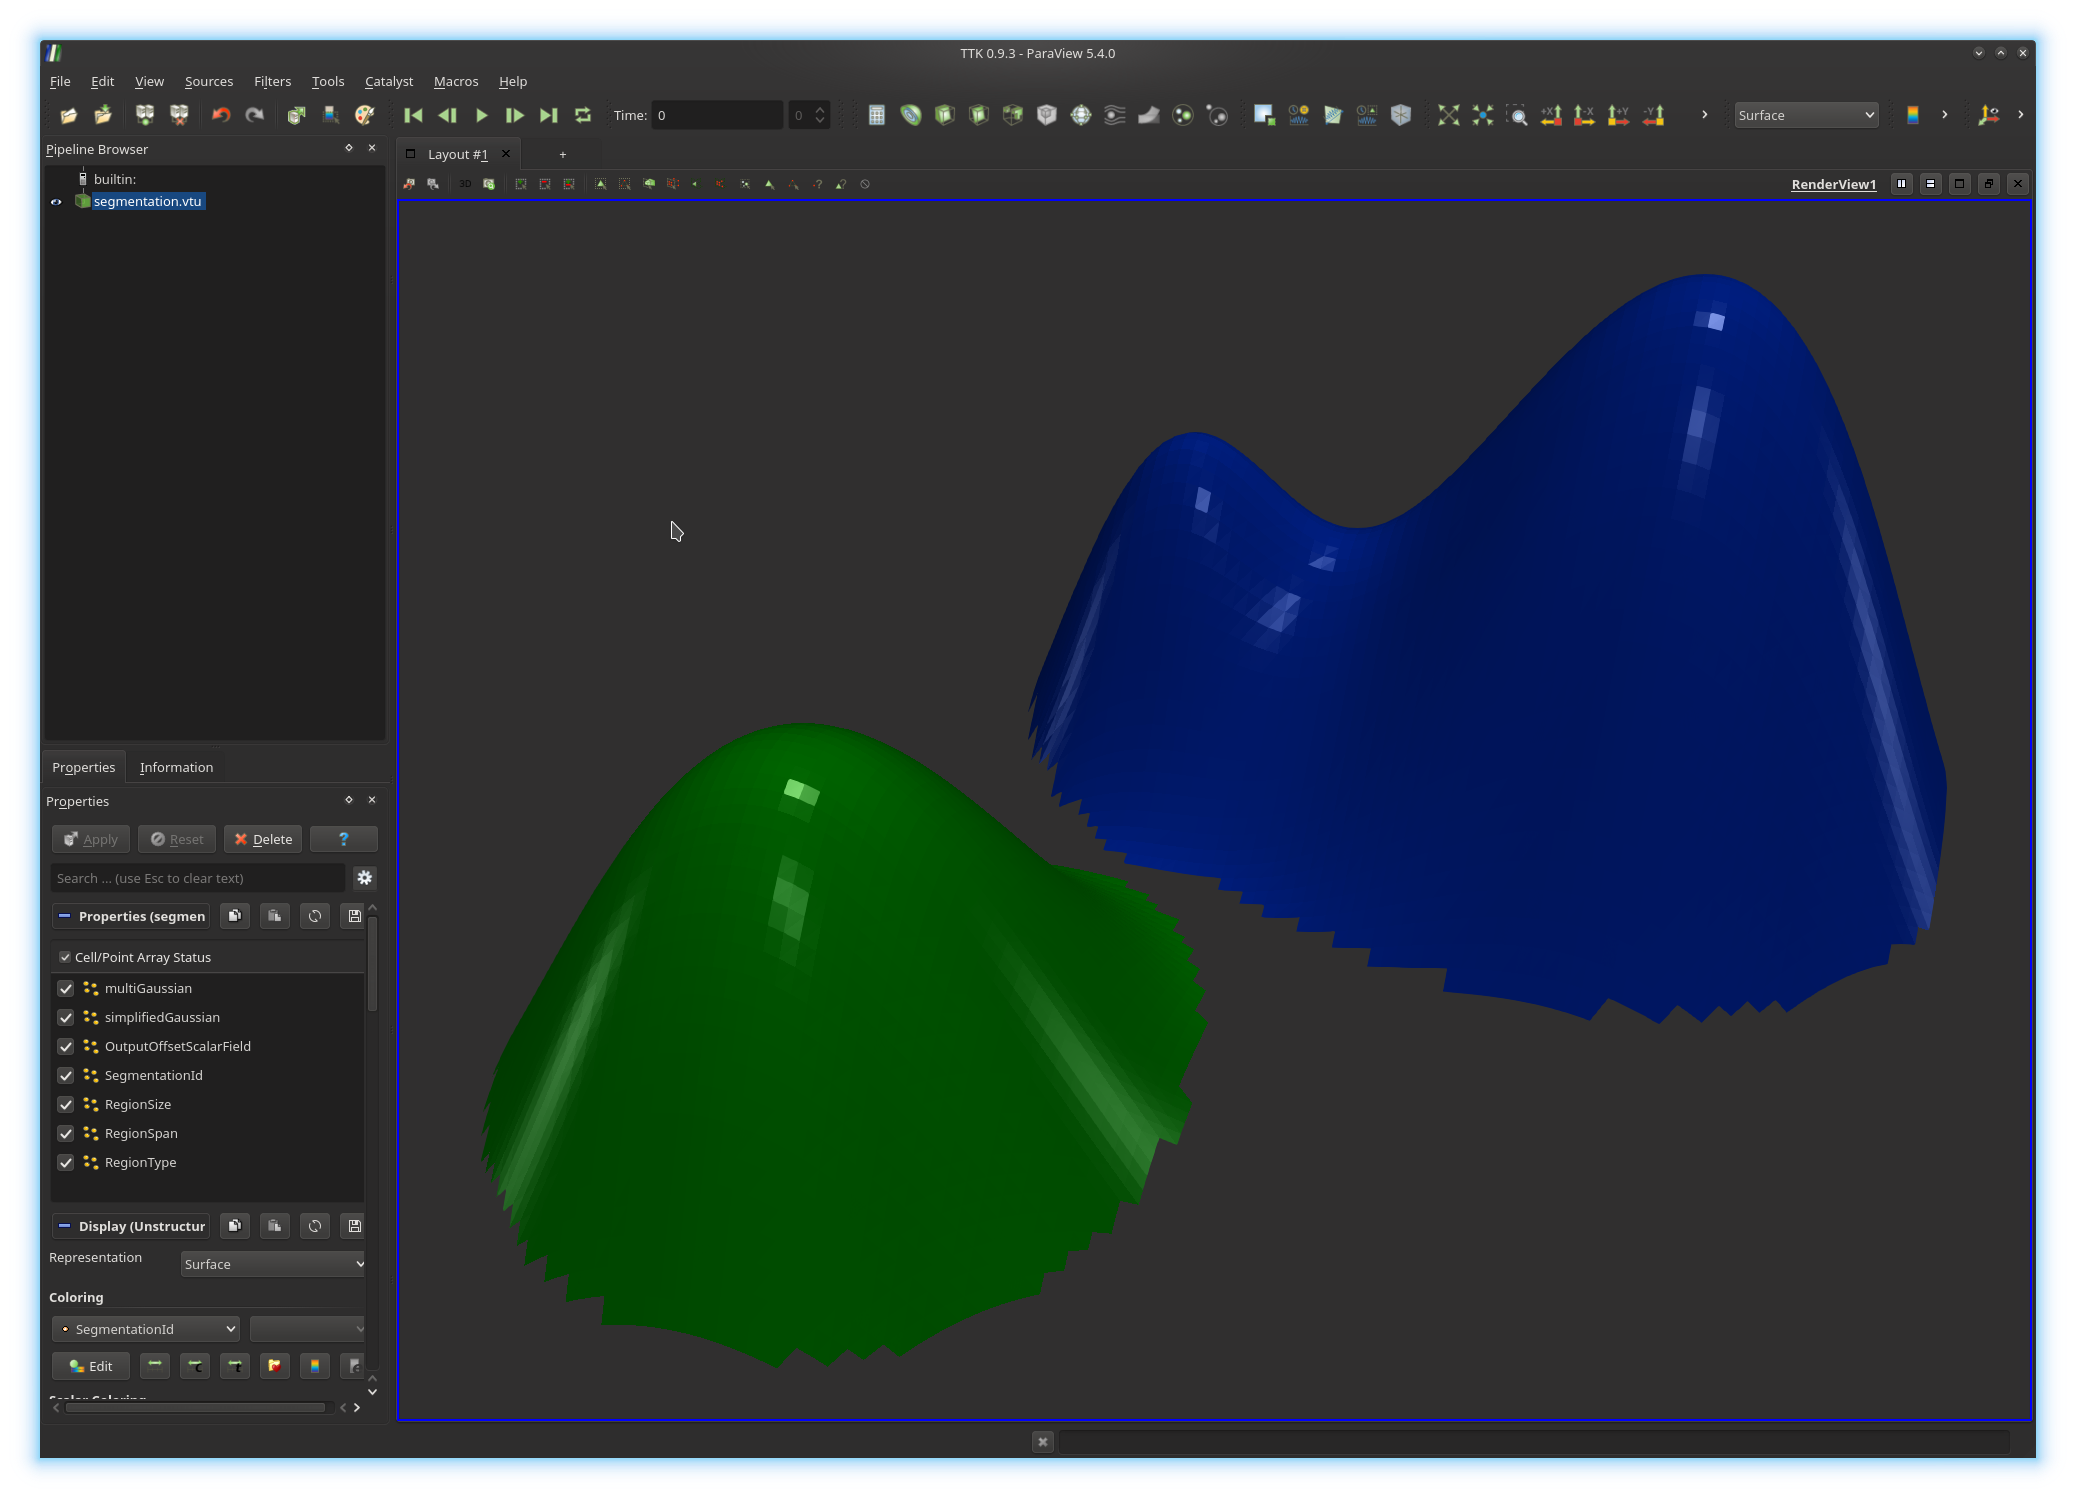 TTK 0.9.3 - ParaView 5.4.0
File Edit View Sources Filters Tools Catalyst Macros Help
Time: 0 0 Surface
Pipeline Browser
Layout #1 +
builtin:
segmentation.vtu
3D
RenderView1
Properties Information
Properties
Apply Reset Delete ?
Search ... (use Esc to clear text)
Properties (segmen
Cell/Point Array Status
multiGaussian
simplifiedGaussian
OutputOffsetScalarField
SegmentationId
RegionSize
RegionSpan
RegionType
Display (Unstructur
Representation Surface
Coloring
SegmentationId
Edit
Scalar Coloring